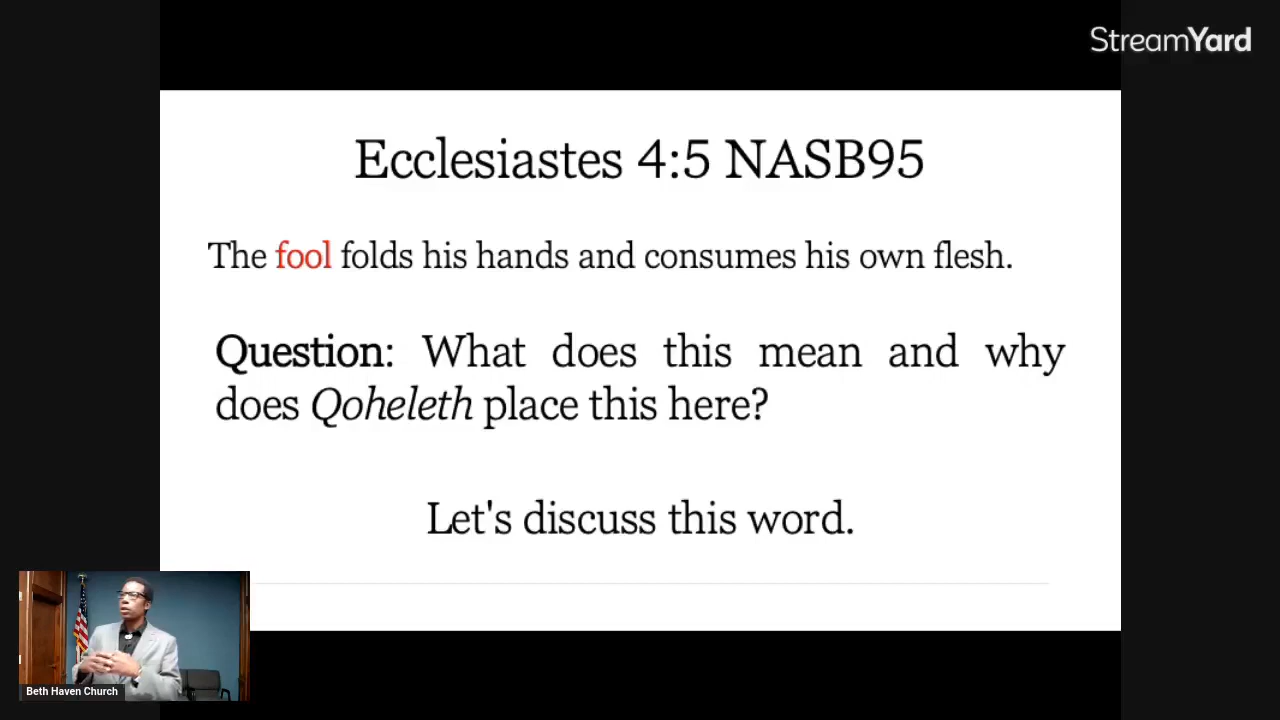 StreamYard
Ecclesiastes 4:5 NASB95
The fool folds his hands and consumes his own flesh.
Question: What does this mean and why
does Qoheleth place this here?
Let's discuss this word.
Beth Haven Church